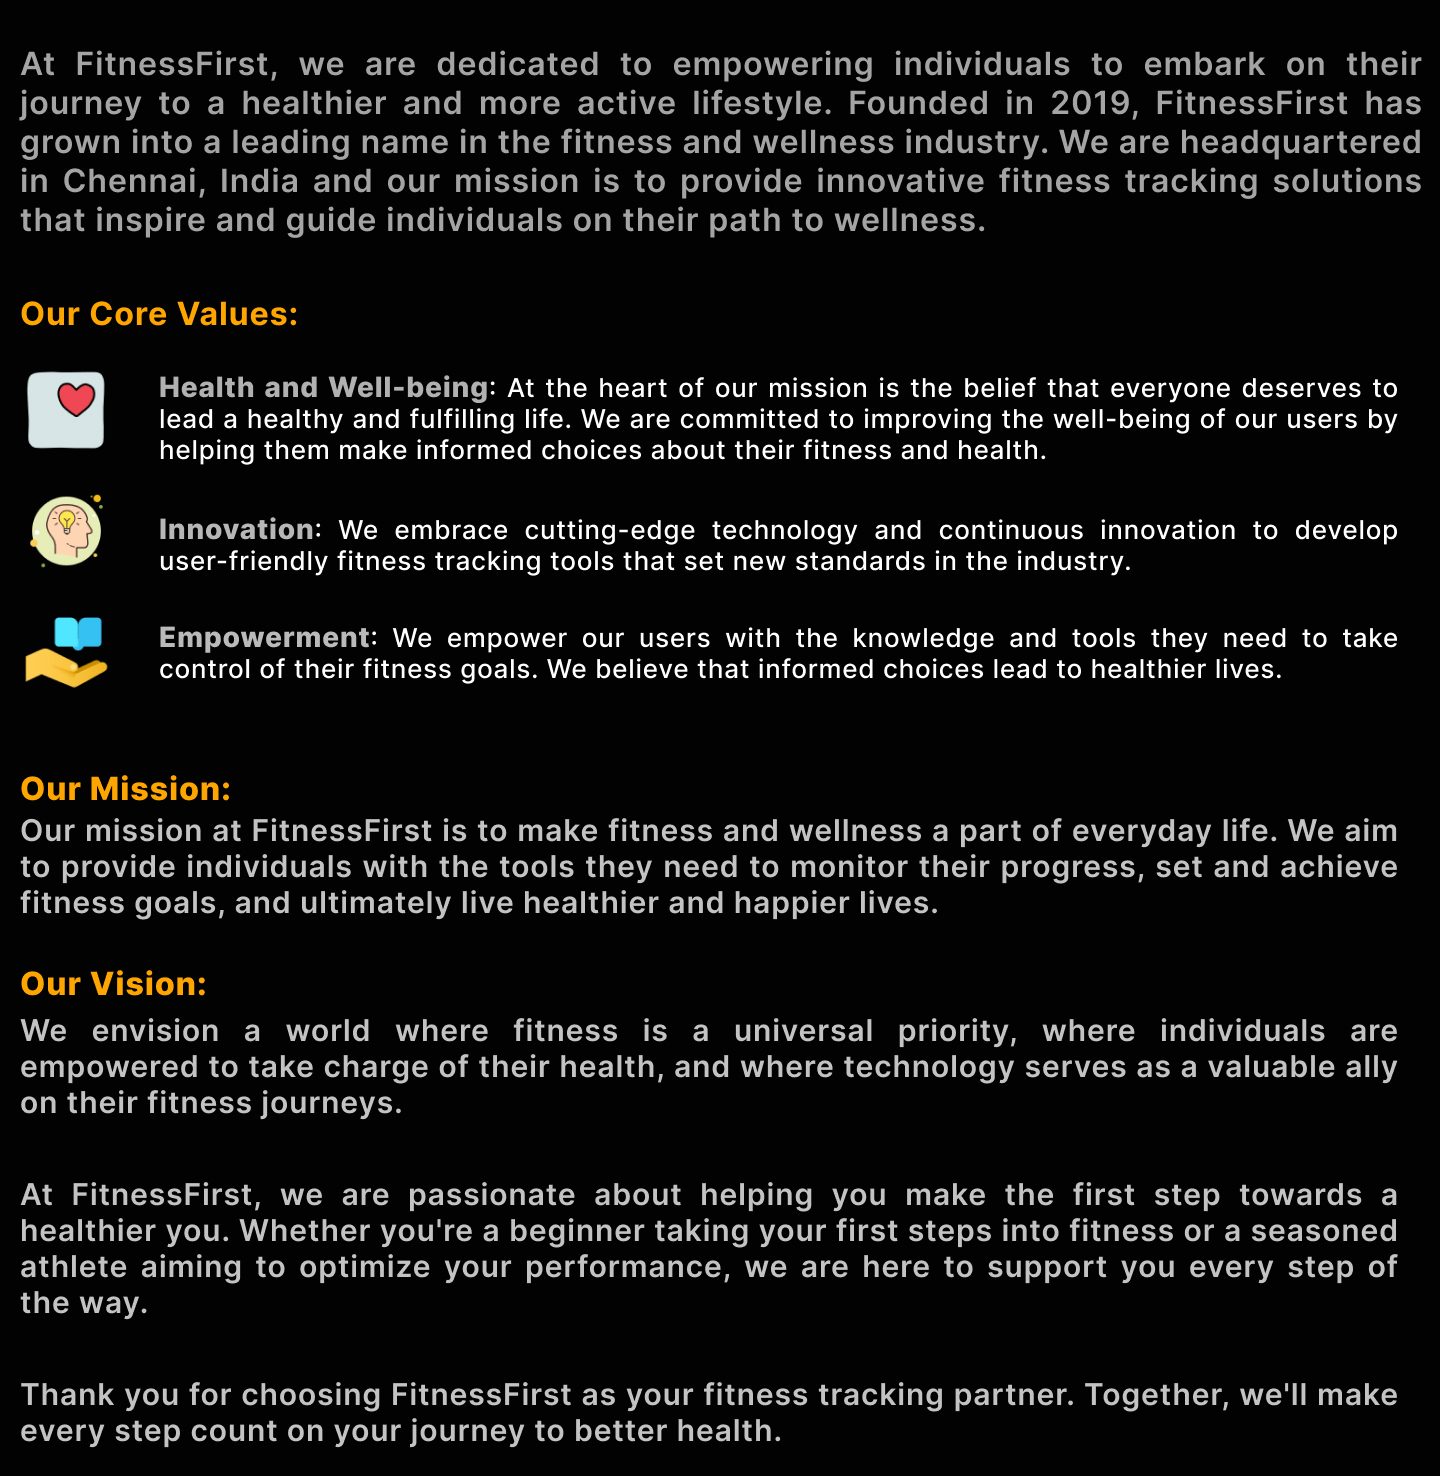 At FitnessFirst, we are dedicated to empowering individuals to embark on their
journey to a healthier and more active lifestyle. Founded in 2019, FitnessFirst has
grown into a leading name in the fitness and wellness industry. We are headquartered
in Chennai, India and our mission is to provide innovative fitness tracking solutions
that inspire and guide individuals on their path to wellness.
Our Core Values:
Health and Well-being: At the heart of our mission is the belief that everyone deserves to
lead a healthy and fulfilling life. We are committed to improving the well-being of our users by
helping them make informed choices about their fitness and health.
Innovation: We embrace cutting-edge technology and continuous innovation to develop
user-friendly fitness tracking tools that set new standards in the industry.
Empowerment: We empower our users with the knowledge and tools they need to take
control of their fitness goals. We believe that informed choices lead to healthier lives.
Our Mission:
Our mission at FitnessFirst is to make fitness and wellness a part of everyday life. We aim
to provide individuals with the tools they need to monitor their progress, set and achieve
fitness goals, and ultimately live healthier and happier lives.
Our Vision:
We envision a world where fitness is a universal priority, where individuals are
empowered to take charge of their health, and where technology serves as a valuable ally
on their fitness journeys.
At FitnessFirst, we are passionate about helping you make the first step towards a
healthier you. Whether you're a beginner taking your first steps into fitness or a seasoned
athlete aiming to optimize your performance, we are here to support you every step of
the way.
Thank you for choosing FitnessFirst as your fitness tracking partner. Together, we'll make
every step count on your journey to better health.